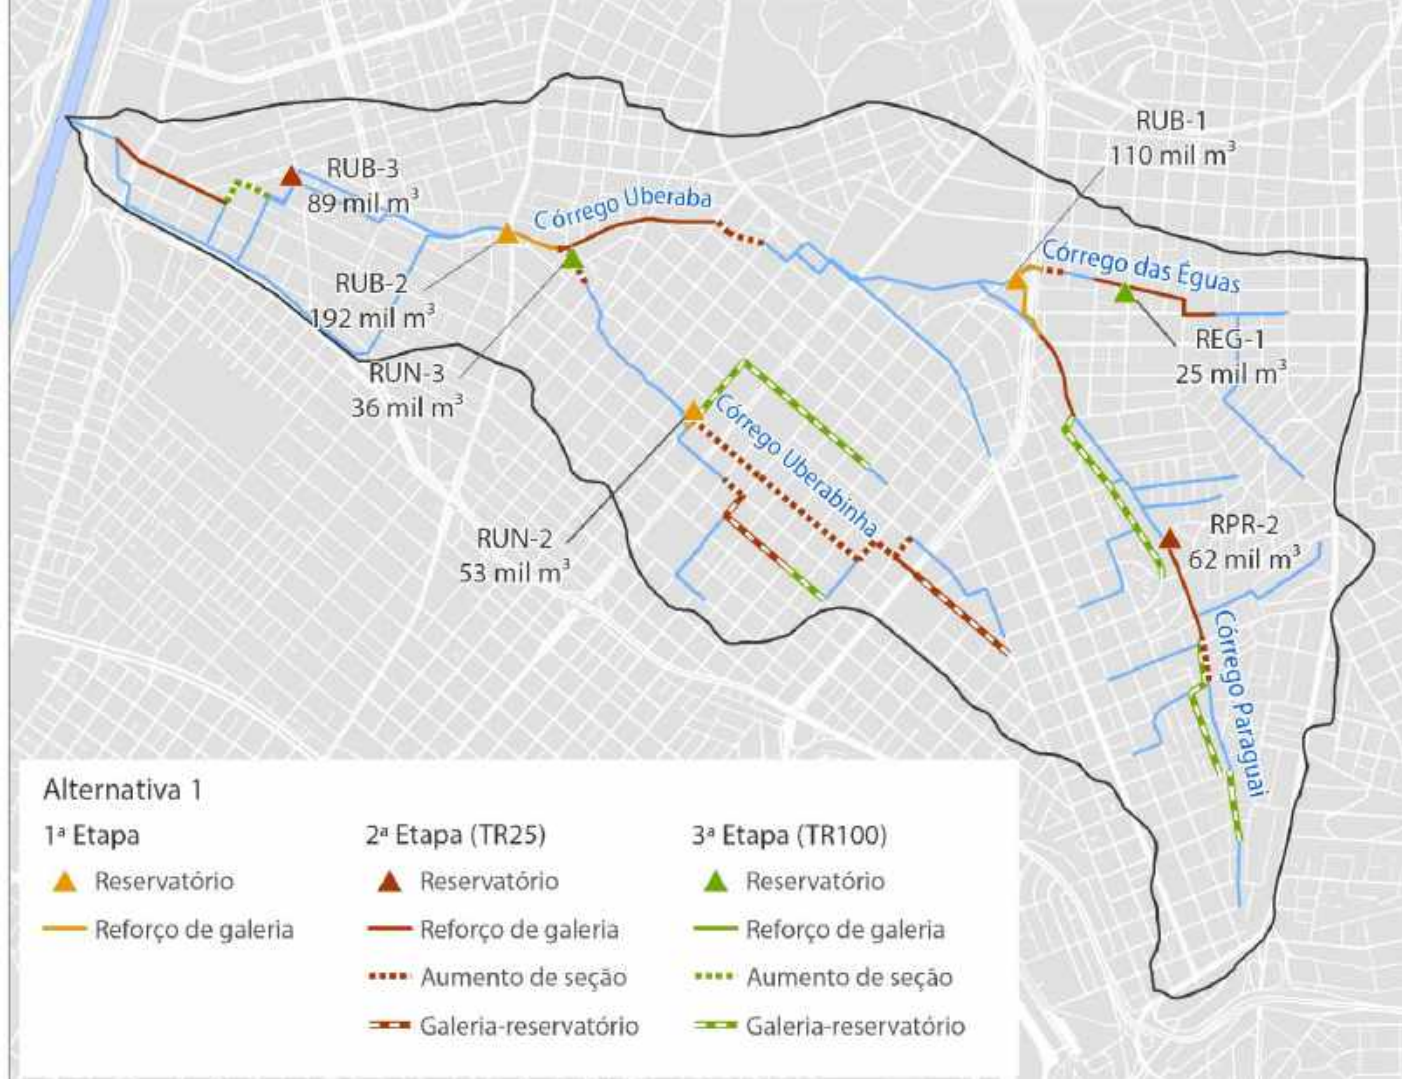 RUB-1
110 mil m³
RUB-3
89 mil m³
Córrego Uberaba
Córrego das Éguas
RUB-2
192 mil m³
REG-1
25 mil m³
RUN-3
36 mil m³
Córrego Uberabinha
RUN-2
53 mil m³
RPR-2
62 mil m³
Córrego Paraguai
Alternativa 1
1ª Etapa
Reservatório
Reforço de galeria
2ª Etapa (TR25)
Reservatório
Reforço de galeria
Aumento de seção
Galeria-reservatório
3ª Etapa (TR100)
Reservatório
Reforço de galeria
Aumento de seção
Galeria-reservatório